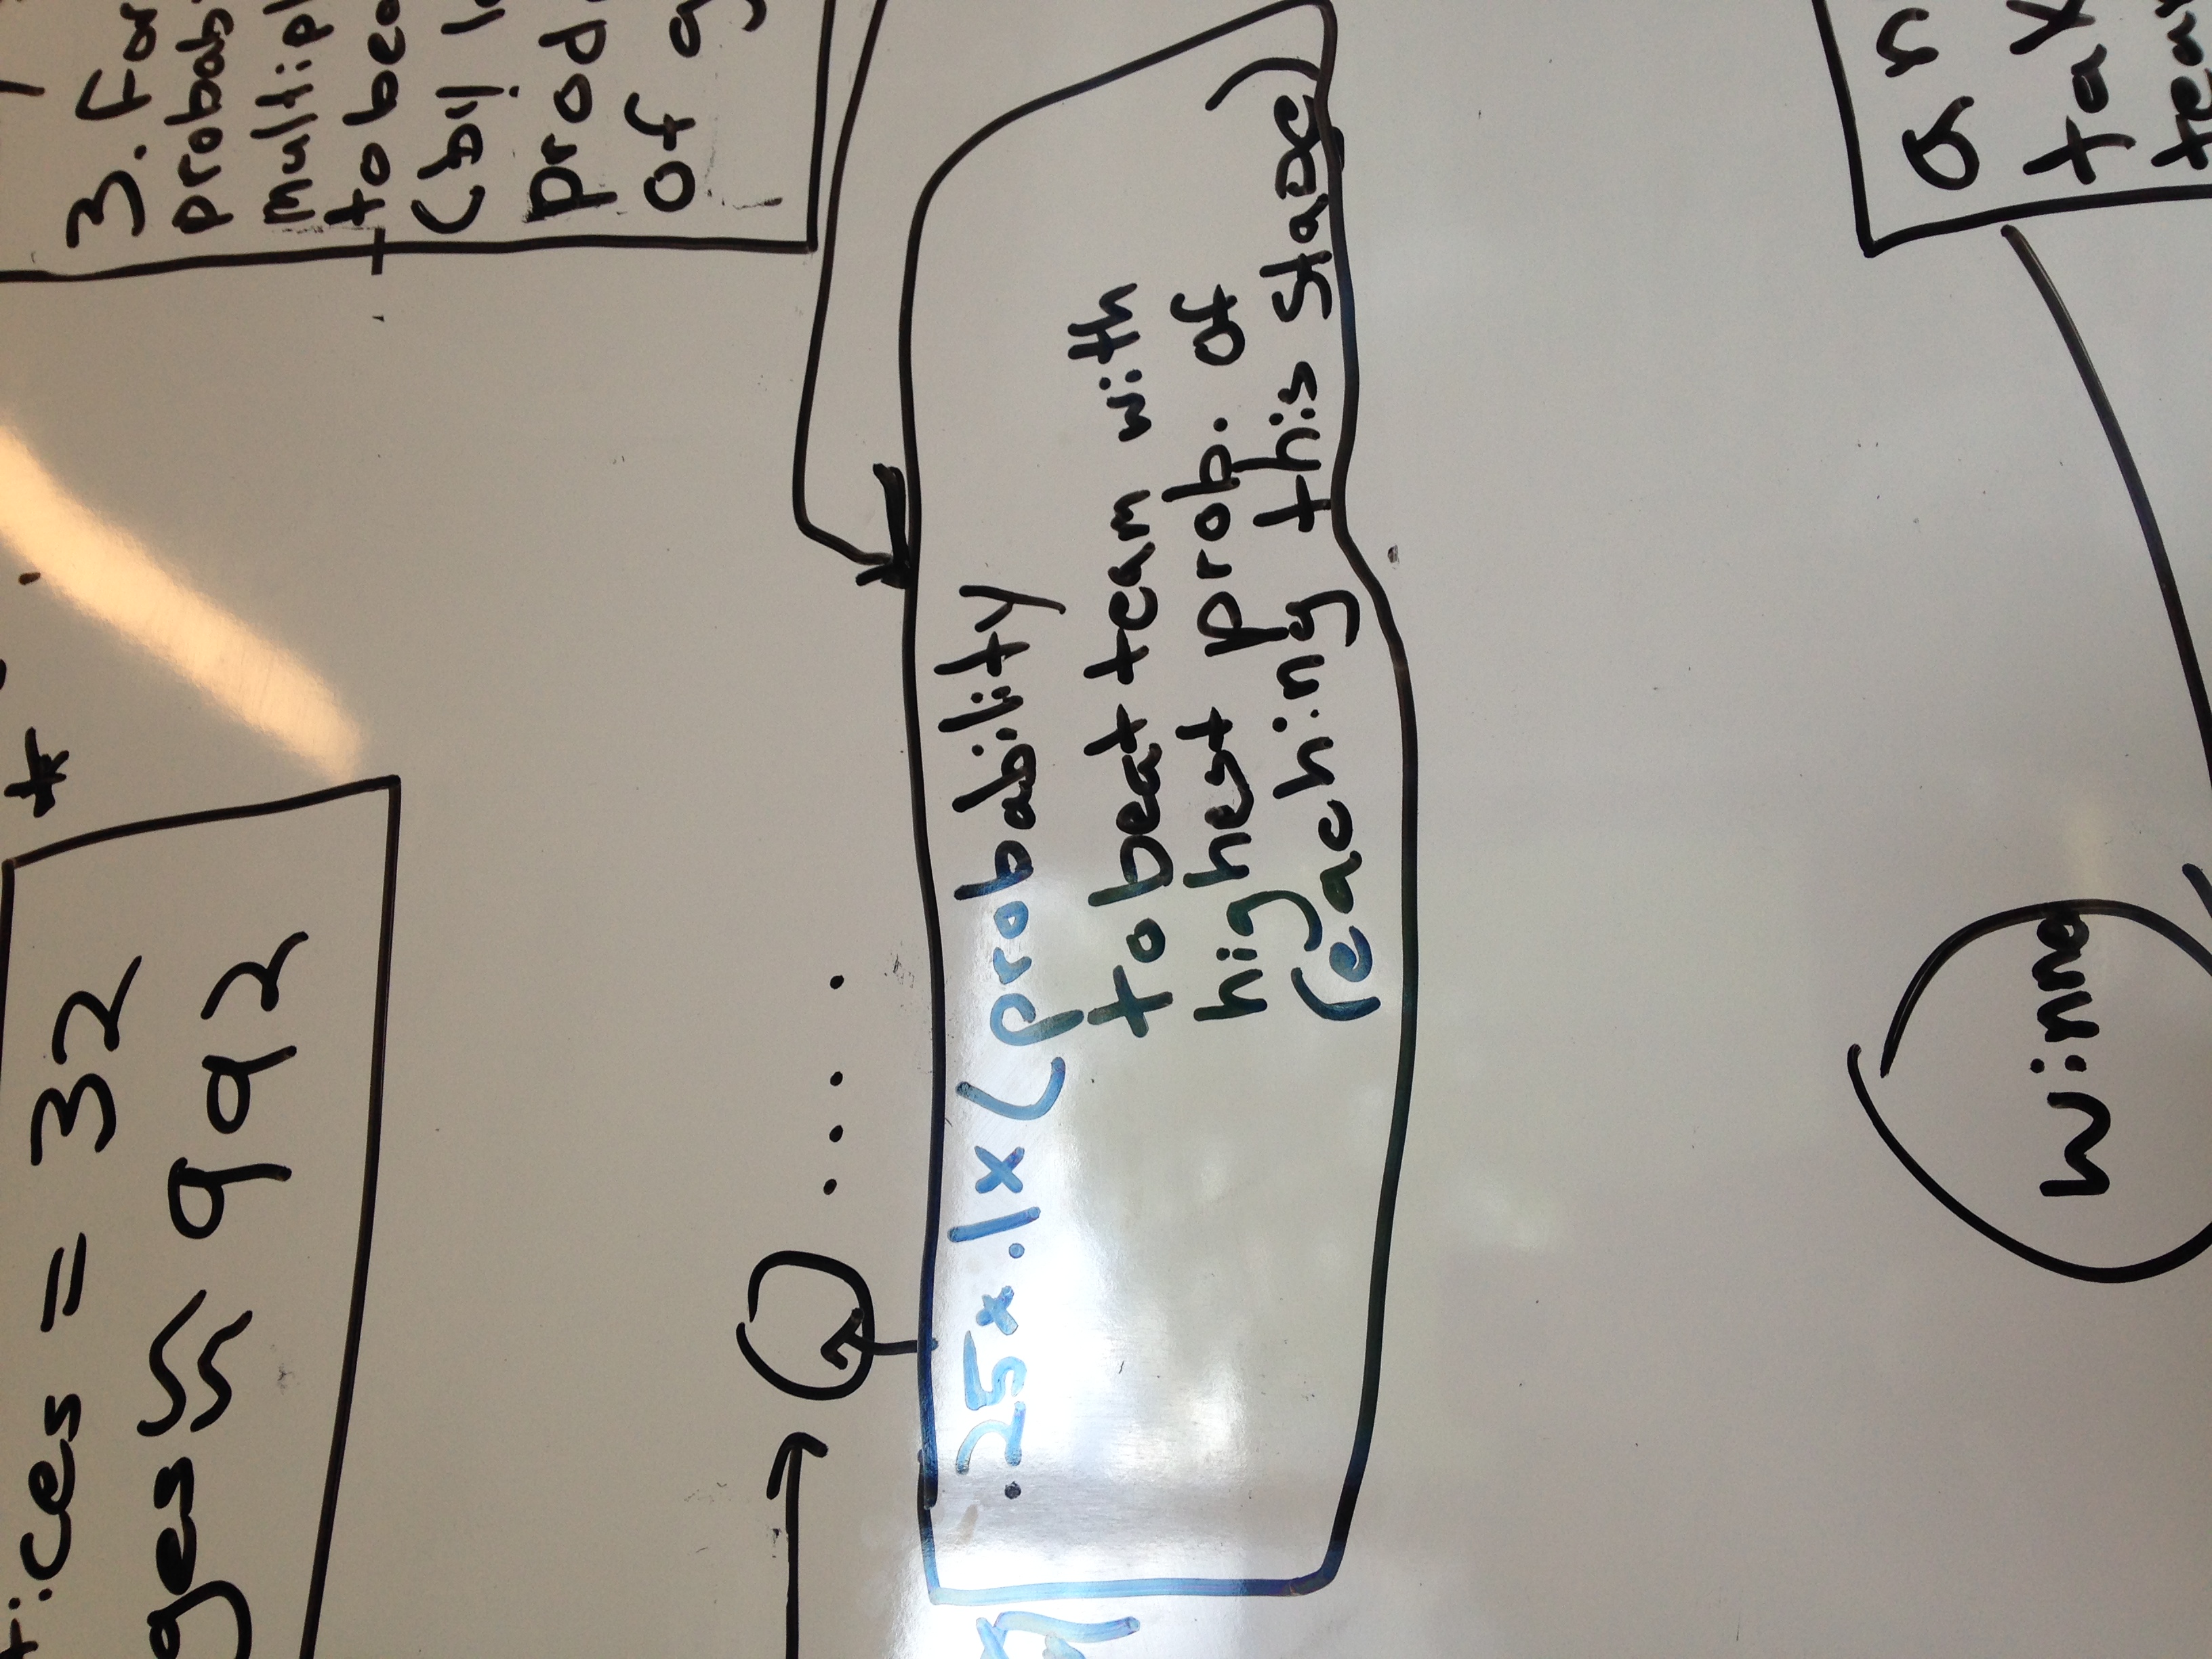 ices = 32
ges ≈ 992
*
3. For
probab
multipl
to bea
(by
prod.
of
.25x.1x(probability
to beat team with
highest prob. of
reaching this stage)
winne
an
tak
tea